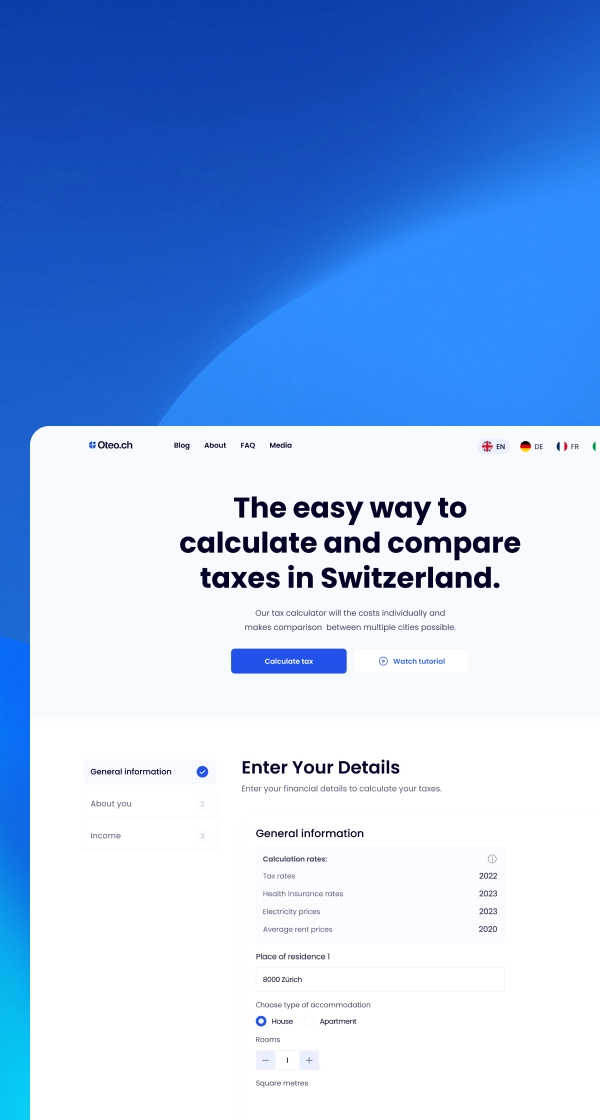 Oteo.ch Blog About FAQ Media EN DE FR
The easy way to
calculate and compare
taxes in Switzerland.
Our tax calculator will the costs individually and
makes comparison between multiple cities possible.
Calculate tax Watch tutorial
General information
About you 2
Income 3
Enter Your Details
Enter your financial details to calculate your taxes.
General information
Calculation rates:
Tax rates 2022
Health insurance rates 2023
Electricity prices 2023
Average rent prices 2020
Place of residence 1
8000 Zürich
Choose type of accommodation
House Apartment
Rooms
− 1 +
Square metres